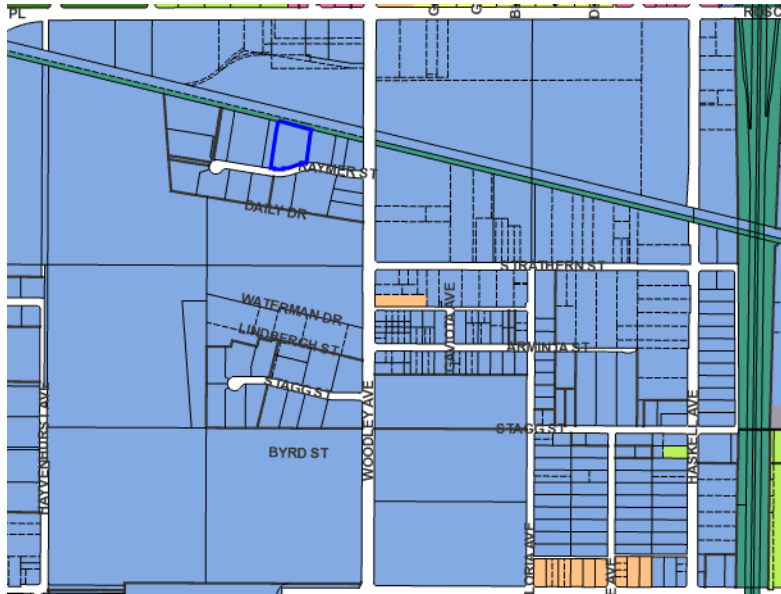 PL
ROSC
RAYMER ST
DAILY DR
STRATHERN ST
WATERMAN DR
LINDBERGH ST
GAVIOTA AVE
ARMINTA ST
STAGG ST
HAYVENHURST AVE
WOODLEY AVE
HASKELL AVE
STAGG ST
BYRD ST
LORIA AVE
E AVE